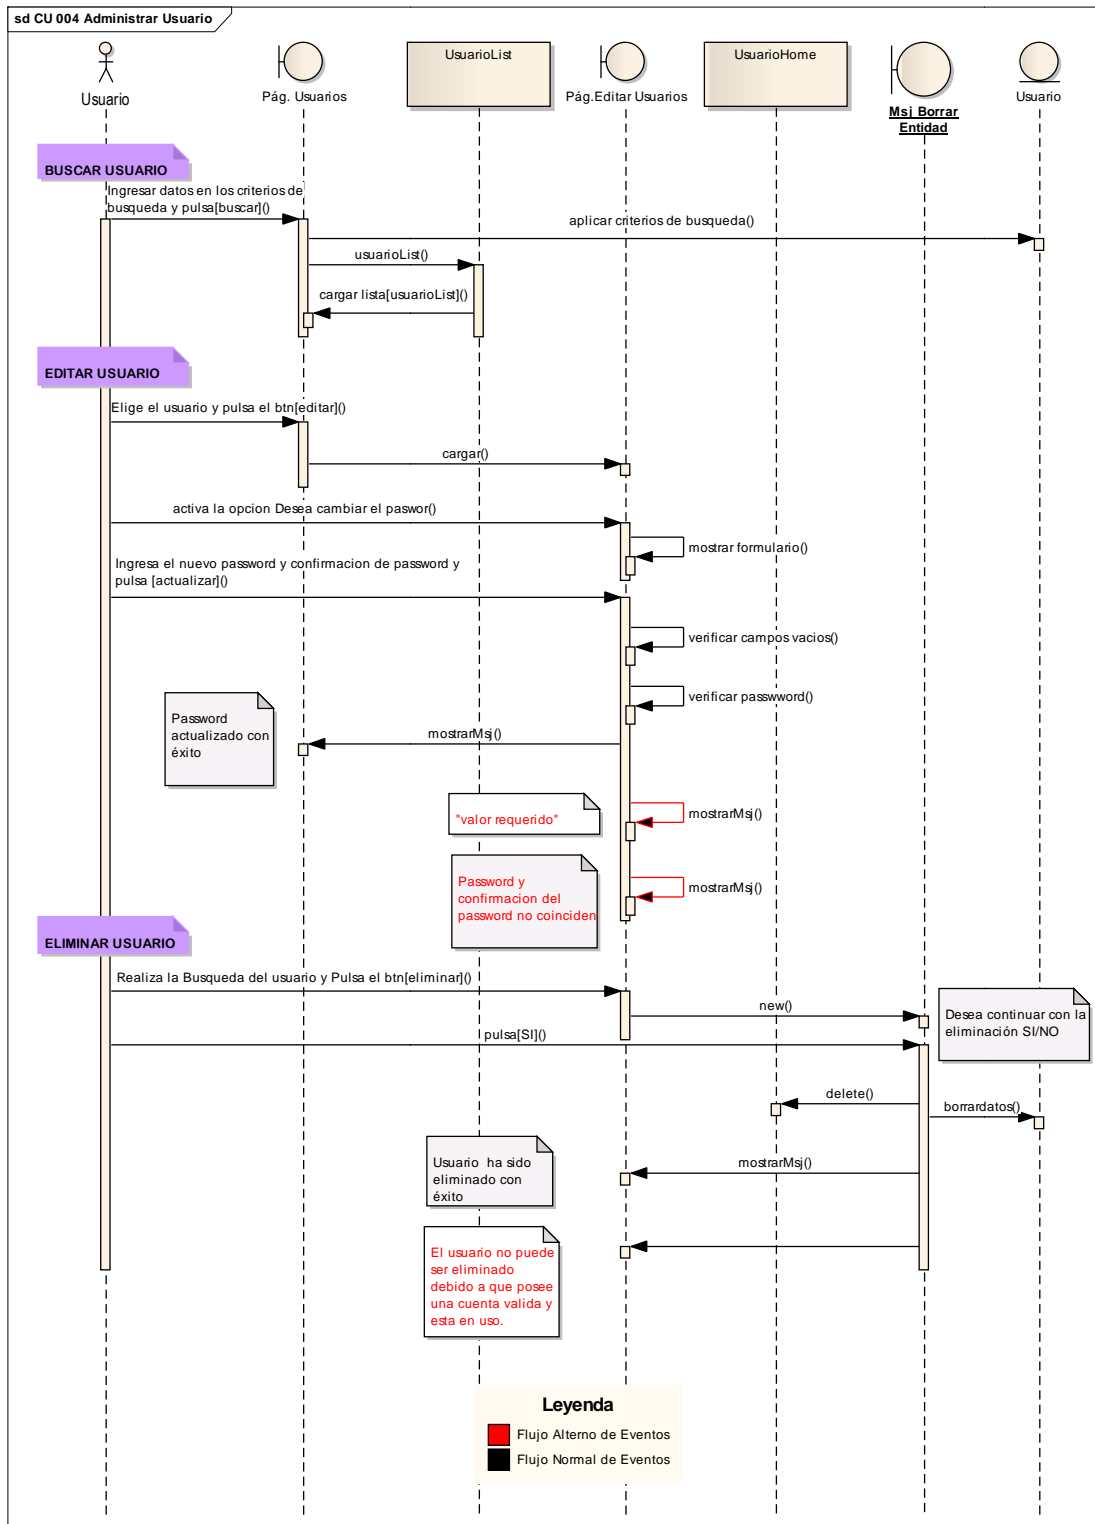 sd CU 004 Administrar Usuario
Usuario
Pág. Usuarios
UsuarioList
Pág.Editar Usuarios
UsuarioHome
Msj Borrar
Entidad
Usuario
BUSCAR USUARIO
Ingresar datos en los criterios de
busqueda y pulsa[buscar]()
aplicar criterios de busqueda()
usuarioList()
cargar lista[usuarioList]()
EDITAR USUARIO
Elige el usuario y pulsa el btn[editar]()
cargar()
activa la opcion Desea cambiar el paswor()
mostrar formulario()
Ingresa el nuevo password y confirmacion de password y
pulsa [actualizar]()
verificar campos vacios()
verificar passwword()
Password
actualizado con
éxito
mostrarMsj()
"valor requerido"
mostrarMsj()
Password y
confirmacion del
password no coinciden
mostrarMsj()
ELIMINAR USUARIO
Realiza la Busqueda del usuario y Pulsa el btn[eliminar]()
new()
Desea continuar con la
eliminación SI/NO
pulsa[SI]()
delete()
borrardatos()
Usuario ha sido
eliminado con
éxito
mostrarMsj()
El usuario no puede
ser eliminado
debido a que posee
una cuenta valida y
esta en uso.
Leyenda
Flujo Alterno de Eventos
Flujo Normal de Eventos